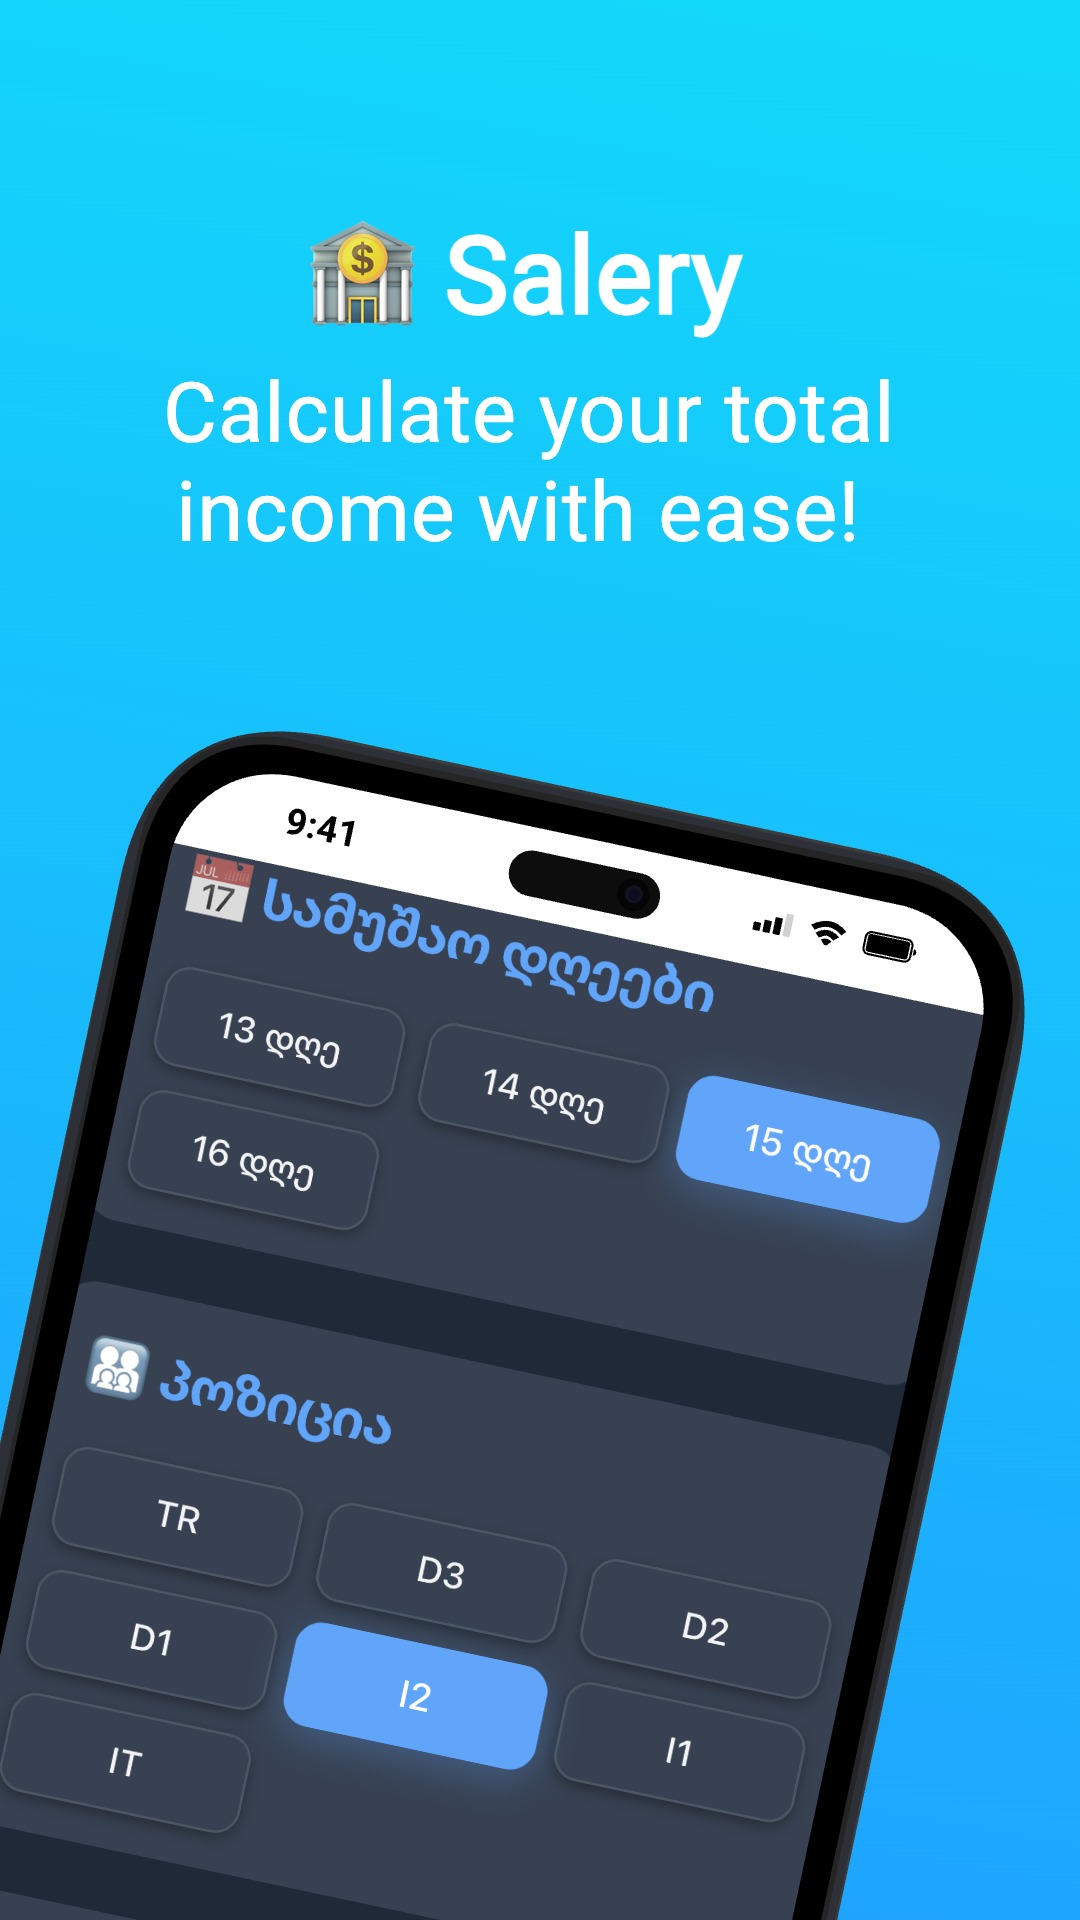 Salery
Calculate your total
income with ease!
9:41
JUL
17
სამუშაო დღეები
13 დღე
14 დღე
15 დღე
16 დღე
პოზიცია
TR
D3
D2
D1
I2
I1
IT